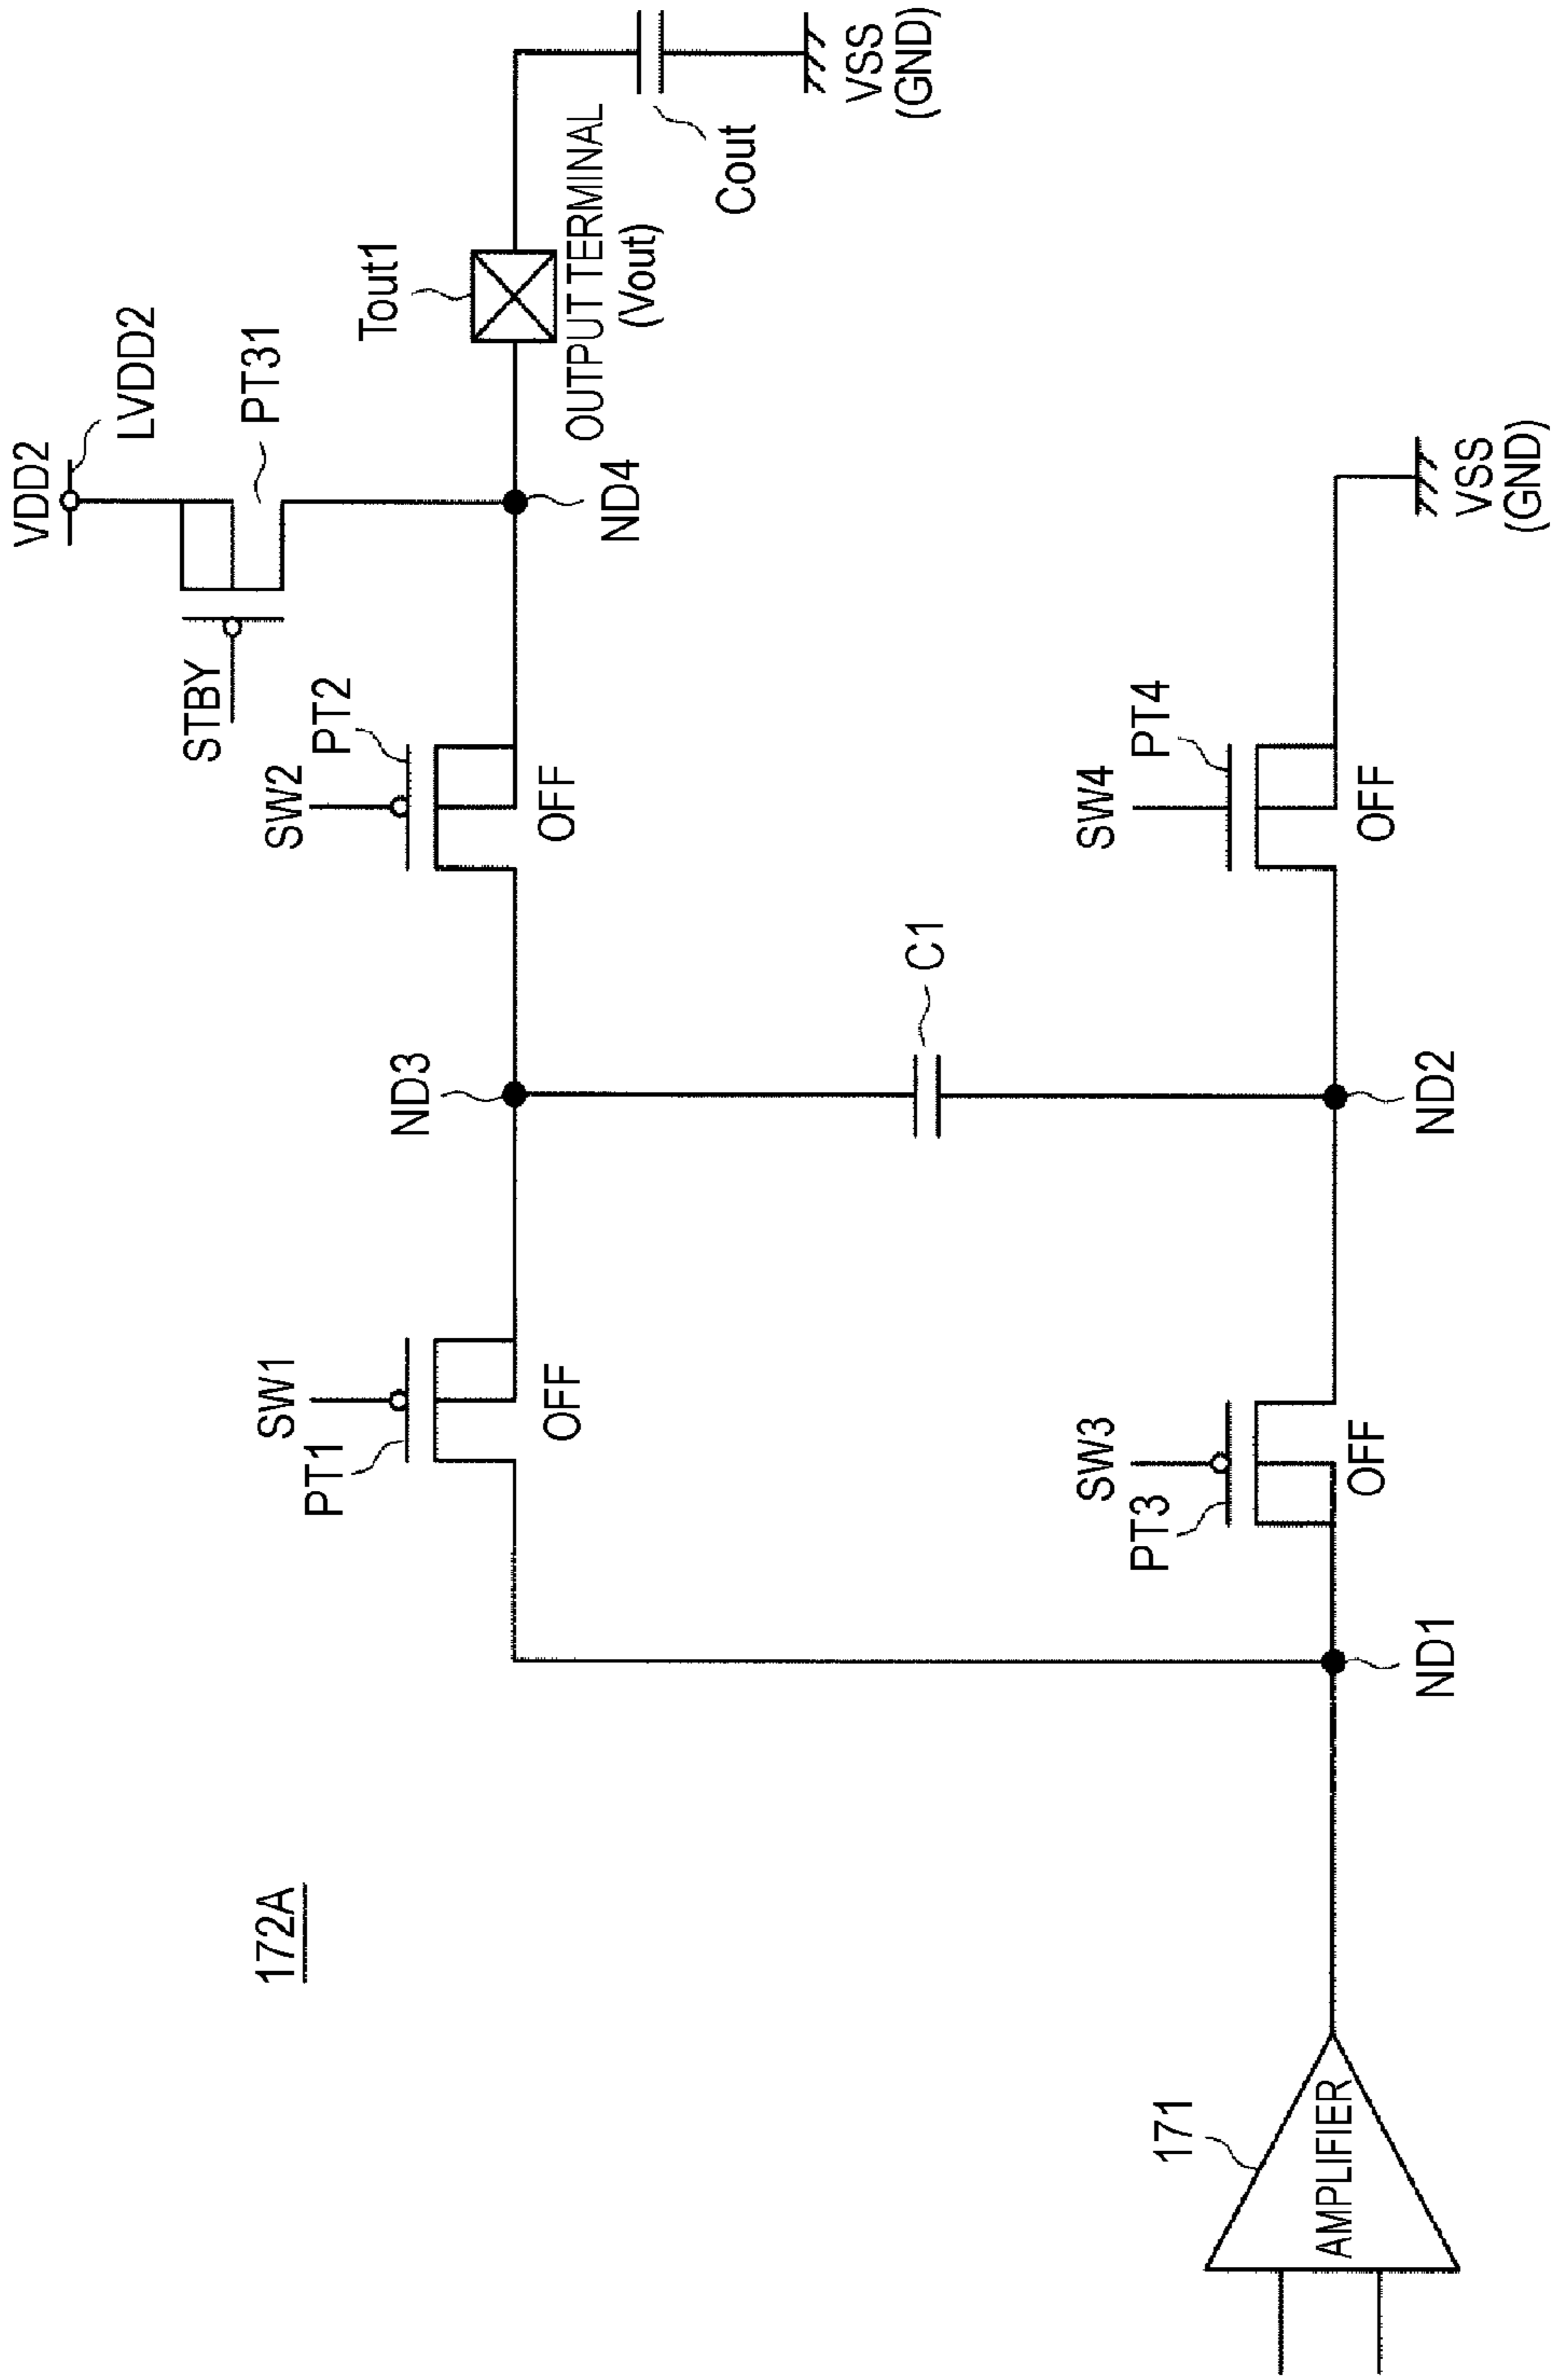 172A
VDD2
LVDD2
STBY
PT31
Tout1
SW1
PT1
OFF
ND3
SW2
PT2
OFF
ND4
OUTPUT TERMINAL
(Vout)
Cout
VSS
(GND)
C1
171
AMPLIFIER
ND1
SW3
PT3
OFF
ND2
SW4
PT4
OFF
VSS
(GND)